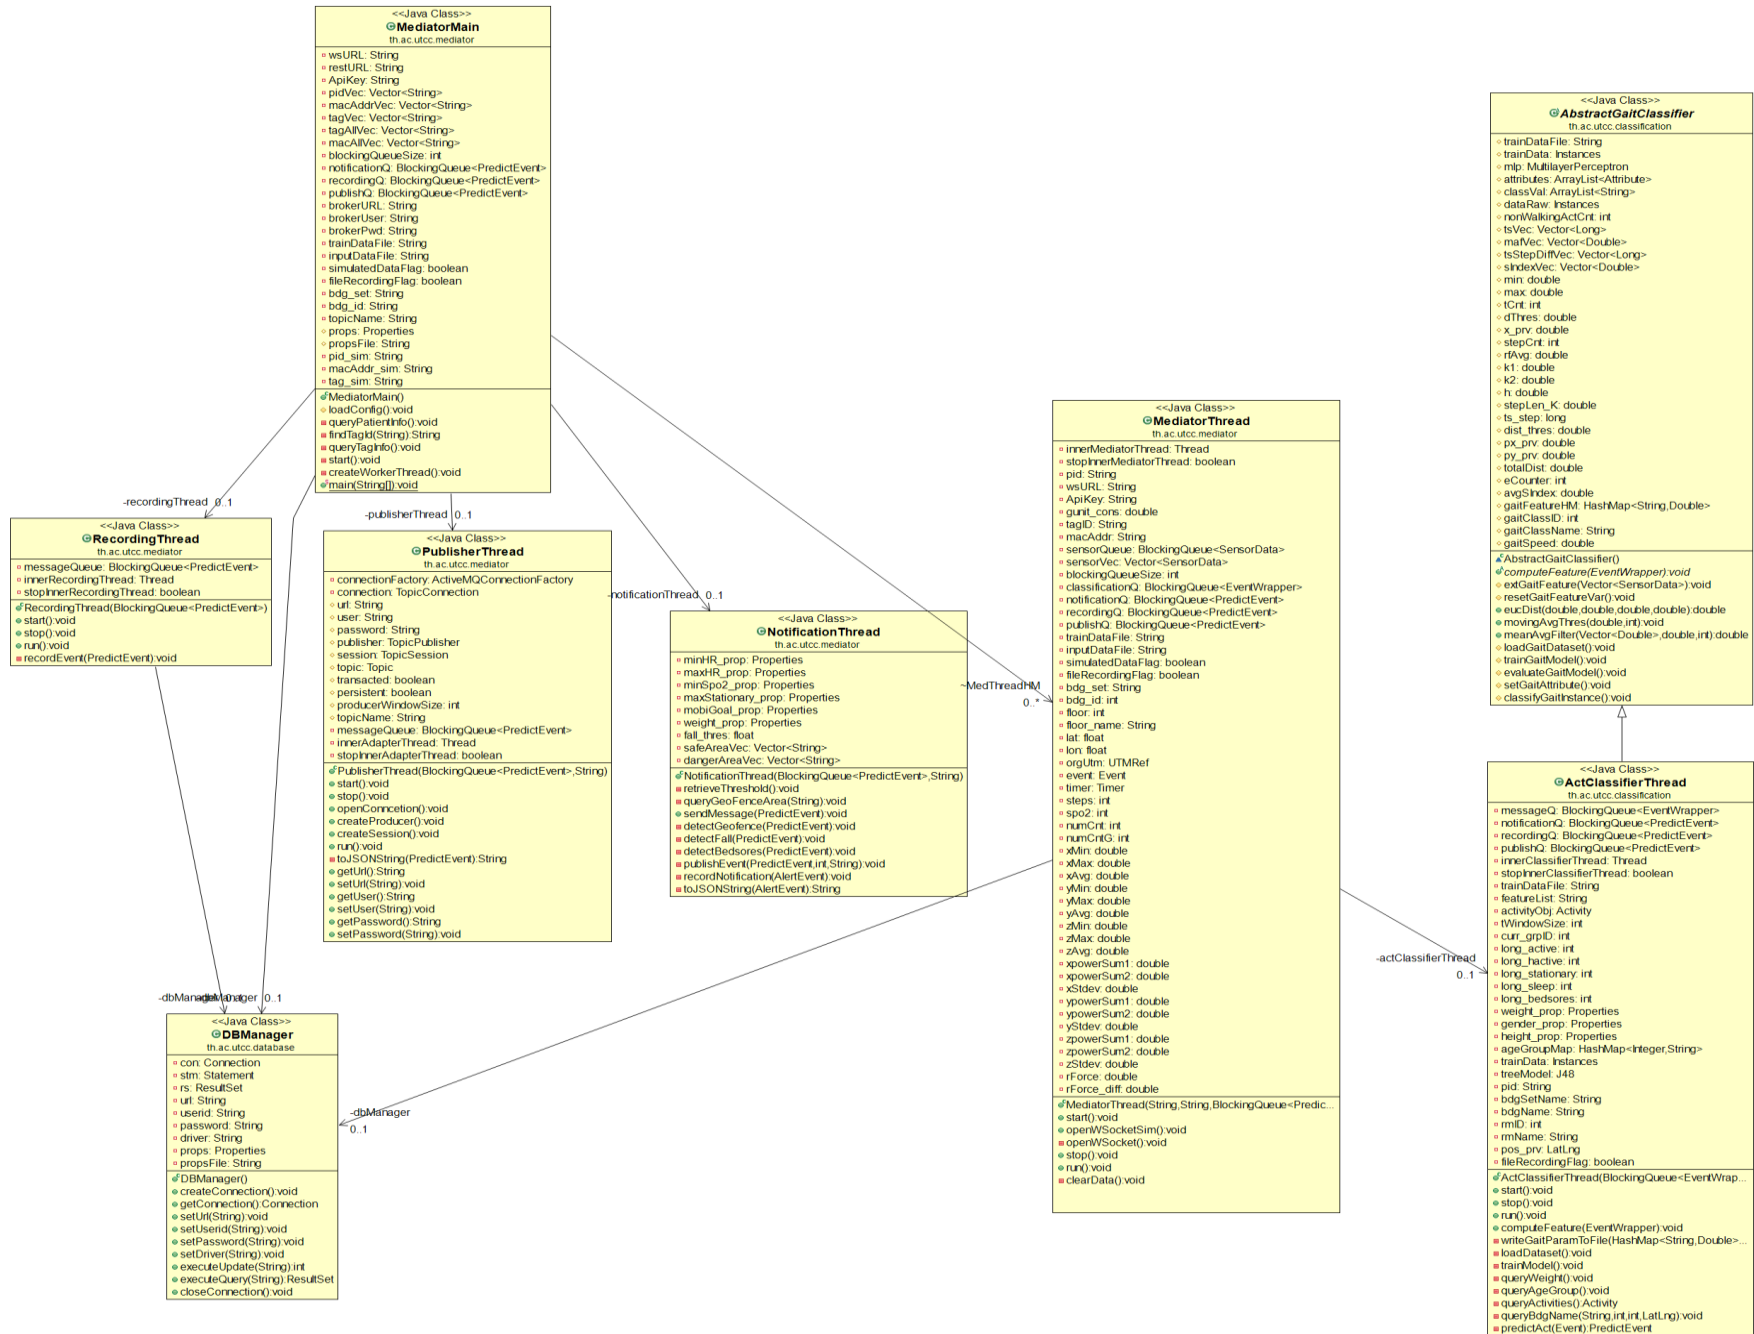 <<Java Class>>
MediatorMain
th.ac.utcc.mediator
wsURL: String
restURL: String
ApiKey: String
pidVec: Vector<String>
macAddrVec: Vector<String>
tagVec: Vector<String>
tagAllVec: Vector<String>
macAllVec: Vector<String>
blockingQueueSize: int
notificationQ: BlockingQueue<PredictEvent>
recordingQ: BlockingQueue<PredictEvent>
publishQ: BlockingQueue<PredictEvent>
brokerURL: String
brokerUser: String
brokerPwd: String
trainDataFile: String
inputDataFile: String
simulatedDataFlag: boolean
fileRecordingFlag: boolean
bdg_set: String
bdg_id: String
topicName: String
props: Properties
propsFile: String
pid_sim: String
macAddr_sim: String
tag_sim: String
MediatorMain()
loadConfig():void
queryPatientInfo():void
findTagId(String):String
queryTagInfo():void
start():void
createWorkerThread():void
main(String[]):void
-recordingThread 0..1
-publisherThread 0..1
-notificationThread 0..1
~MedThreadHM
0..*
<<Java Class>>
RecordingThread
th.ac.utcc.mediator
messageQueue: BlockingQueue<PredictEvent>
innerRecordingThread: Thread
stopInnerRecordingThread: boolean
RecordingThread(BlockingQueue<PredictEvent>)
start():void
stop():void
run():void
recordEvent(PredictEvent):void
<<Java Class>>
PublisherThread
th.ac.utcc.mediator
connectionFactory: ActiveMQConnectionFactory
connection: TopicConnection
url: String
user: String
password: String
publisher: TopicPublisher
session: TopicSession
topic: Topic
transacted: boolean
persistent: boolean
producerWindowSize: int
topicName: String
messageQueue: BlockingQueue<PredictEvent>
innerAdapterThread: Thread
stopInnerAdapterThread: boolean
PublisherThread(BlockingQueue<PredictEvent>,String)
start():void
stop():void
openConncetion():void
createProducer():void
createSession():void
run():void
toJSONString(PredictEvent):String
getUrl():String
setUrl(String):void
getUser():String
setUser(String):void
getPassword():String
setPassword(String):void
<<Java Class>>
NotificationThread
th.ac.utcc.mediator
minHR_prop: Properties
maxHR_prop: Properties
minSpo2_prop: Properties
maxStationary_prop: Properties
mobiGoal_prop: Properties
weight_prop: Properties
fall_thres: float
safeAreaVec: Vector<String>
dangerAreaVec: Vector<String>
NotificationThread(BlockingQueue<PredictEvent>,String)
retrieveThreshold():void
queryGeoFenceArea(String):void
sendMessage(PredictEvent):void
detectGeofence(PredictEvent):void
detectFall(PredictEvent):void
detectBedsores(PredictEvent):void
publishEvent(PredictEvent,int,String):void
recordNotification(AlertEvent):void
toJSONString(AlertEvent):String
-dbManager 0..1
-dbManager 0..1
<<Java Class>>
DBManager
th.ac.utcc.database
con: Connection
stm: Statement
rs: ResultSet
url: String
userid: String
password: String
driver: String
props: Properties
propsFile: String
DBManager()
createConnection():void
getConnection():Connection
setUrl(String):void
setUserid(String):void
setPassword(String):void
setDriver(String):void
executeUpdate(String):int
executeQuery(String):ResultSet
closeConnection():void
-dbManager
0..1
<<Java Class>>
MediatorThread
th.ac.utcc.mediator
innerMediatorThread: Thread
stopInnerMediatorThread: boolean
pid: String
wsURL: String
ApiKey: String
gunit_cons: double
tagID: String
macAddr: String
sensorQueue: BlockingQueue<SensorData>
sensorVec: Vector<SensorData>
blockingQueueSize: int
classificationQ: BlockingQueue<EventWrapper>
notificationQ: BlockingQueue<PredictEvent>
recordingQ: BlockingQueue<PredictEvent>
publishQ: BlockingQueue<PredictEvent>
trainDataFile: String
inputDataFile: String
simulatedDataFlag: boolean
fileRecordingFlag: boolean
bdg_set: String
bdg_id: int
floor: int
floor_name: String
lat: float
lon: float
orgUtm: UTMRef
event: Event
timer: Timer
steps: int
spo2: int
numCnt: int
numCntG: int
xMin: double
xMax: double
xAvg: double
yMin: double
yMax: double
yAvg: double
zMin: double
zMax: double
zAvg: double
xpowerSum1: double
xpowerSum2: double
xStdev: double
ypowerSum1: double
ypowerSum2: double
yStdev: double
zpowerSum1: double
zpowerSum2: double
zStdev: double
rForce: double
rForce_diff: double
MediatorThread(String,String,BlockingQueue<Predic...
start():void
openWSocketSim():void
openWSocket():void
stop():void
run():void
clearData():void
-actClassifierThread
0..1
<<Java Class>>
AbstractGaitClassifier
th.ac.utcc.classification
trainDataFile: String
trainData: Instances
mlp: MultilayerPerceptron
attributes: ArrayList<Attribute>
classVal: ArrayList<String>
dataRaw: Instances
nonWalkingActCnt: int
tsVec: Vector<Long>
mafVec: Vector<Double>
tsStepDiffVec: Vector<Long>
sIndexVec: Vector<Double>
min: double
max: double
tCnt: int
dThres: double
x_prv: double
stepCnt: int
rfAvg: double
k1: double
k2: double
h: double
stepLen_K: double
ts_step: long
dist_thres: double
px_prv: double
py_prv: double
totalDist: double
eCounter: int
avgSIndex: double
gaitFeatureHM: HashMap<String,Double>
gaitClassID: int
gaitClassName: String
gaitSpeed: double
AbstractGaitClassifier()
computeFeature(EventWrapper):void
extGaitFeature(Vector<SensorData>):void
resetGaitFeatureVar():void
eucDist(double,double,double,double):double
movingAvgThres(double,int):void
meanAvgFilter(Vector<Double>,double,int):double
loadGaitDataset():void
trainGaitModel():void
evaluateGaitModel():void
setGaitAttribute():void
classifyGaitInstance():void
<<Java Class>>
ActClassifierThread
th.ac.utcc.classification
messageQ: BlockingQueue<EventWrapper>
notificationQ: BlockingQueue<PredictEvent>
recordingQ: BlockingQueue<PredictEvent>
publishQ: BlockingQueue<PredictEvent>
innerClassifierThread: Thread
stopInnerClassifierThread: boolean
trainDataFile: String
featureList: String
activityObj: Activity
tWindowSize: int
curr_grpID: int
long_active: int
long_hactive: int
long_stationary: int
long_sleep: int
long_bedsores: int
weight_prop: Properties
gender_prop: Properties
height_prop: Properties
ageGroupMap: HashMap<Integer,String>
trainData: Instances
treeModel: J48
pid: String
bdgSetName: String
bdgName: String
rmID: int
rmName: String
pos_prv: LatLng
fileRecordingFlag: boolean
ActClassifierThread(BlockingQueue<EventWrap...
start():void
stop():void
run():void
computeFeature(EventWrapper):void
writeGaitParamToFile(HashMap<String,Double>...
loadDataset():void
trainModel():void
queryWeight():void
queryAgeGroup():void
queryActivities():Activity
queryBdgName(String,int,int,LatLng):void
predictAct(Event):PredictEvent